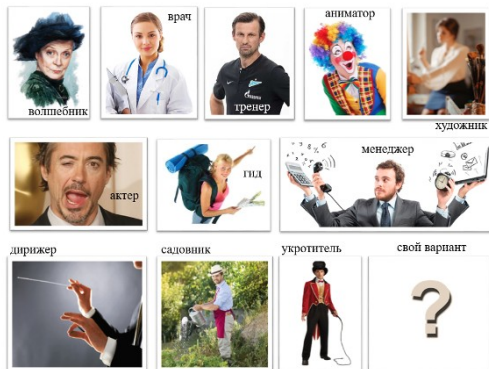 волшебник
врач
тренер
аниматор
художник
актер
гид
менеджер
дирижер
садовник
укротитель
свой вариант
?